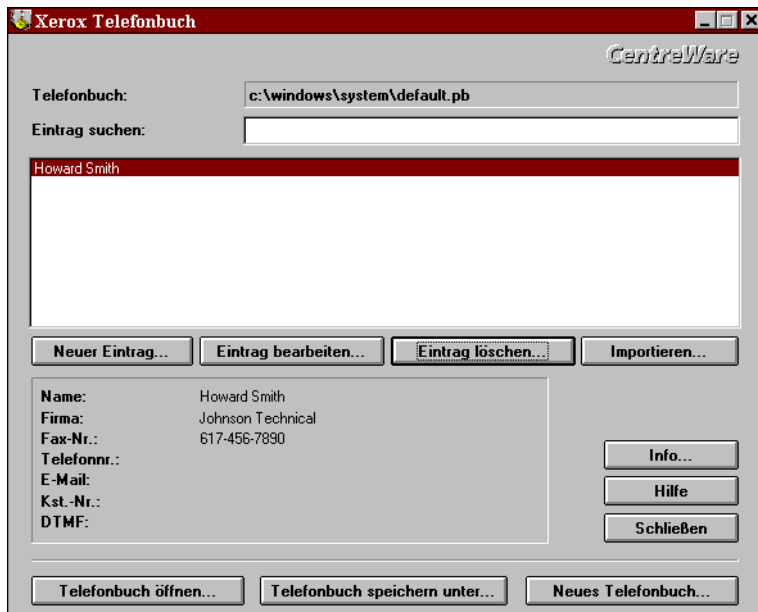 Xerox Telefonbuch
CentreWare
Telefonbuch: c:\windows\system\default.pb
Eintrag suchen:
Howard Smith
Neuer Eintrag... Eintrag bearbeiten... Eintrag löschen... Importieren...
Name: Howard Smith
Firma: Johnson Technical
Fax-Nr.: 617-456-7890
Telefonnr.:
E-Mail:
Kst.-Nr.:
DTMF:
Info...
Hilfe
Schließen
Telefonbuch öffnen... Telefonbuch speichern unter... Neues Telefonbuch...